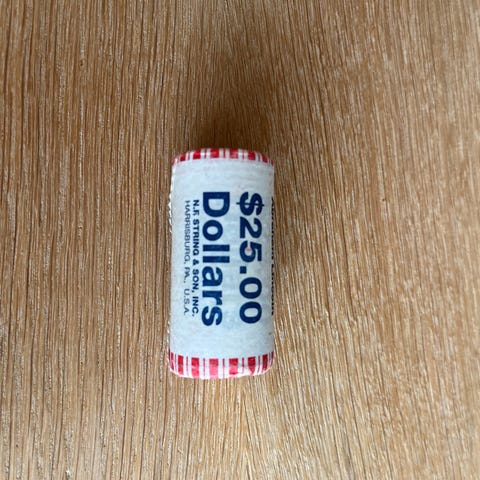 $25.00
Dollars
N.F. STRING & SON, INC.
HARRISBURG, PA., U.S.A.